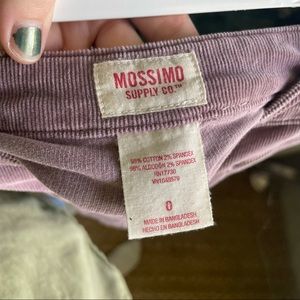 MOSSIMO
SUPPLY CO.™
98% COTTON 2% SPANDEX
98% ALGODÓN 2% SPANDEX
RN17730
0
MADE IN BANGLADESH
HECHO EN BANGLADESH